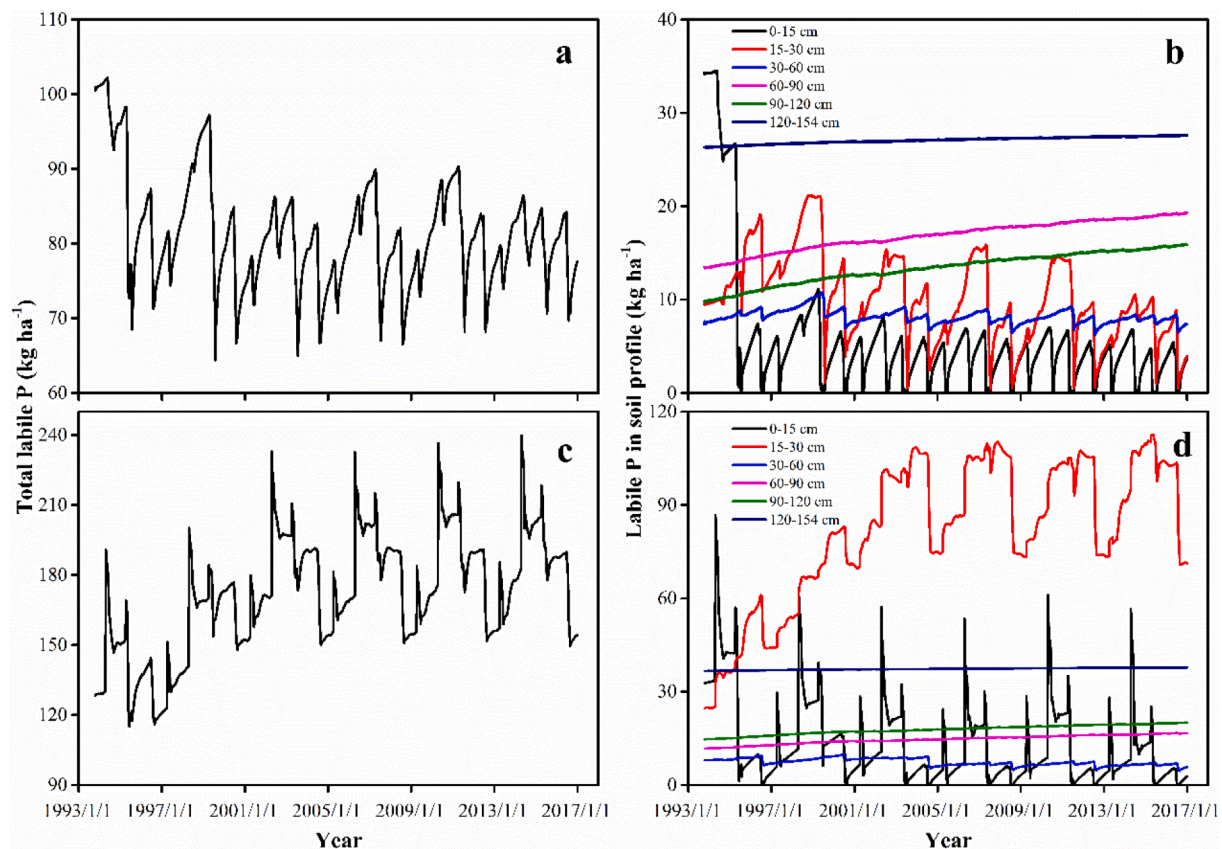 110
100
90
80
70
60
a
Total labile P (kg ha⁻¹)
40
30
20
10
0
b
0-15 cm
15-30 cm
30-60 cm
60-90 cm
90-120 cm
120-154 cm
Labile P in soil profile (kg ha⁻¹)
240
210
180
150
120
90
c
1993/1/1 1997/1/1 2001/1/1 2005/1/1 2009/1/1 2013/1/1 2017/1/1
Year
120
90
60
30
0
d
0-15 cm
15-30 cm
30-60 cm
60-90 cm
90-120 cm
120-154 cm
1993/1/1 1997/1/1 2001/1/1 2005/1/1 2009/1/1 2013/1/1 2017/1/1
Year